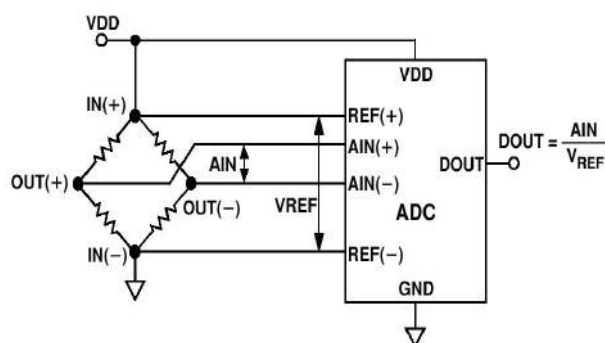 VDD
IN(+)
OUT(+)
OUT(−)
IN(−)
AIN
VREF
VDD
REF(+)
AIN(+)
AIN(−)
ADC
REF(−)
GND
DOUT
DOUT = AIN
VREF